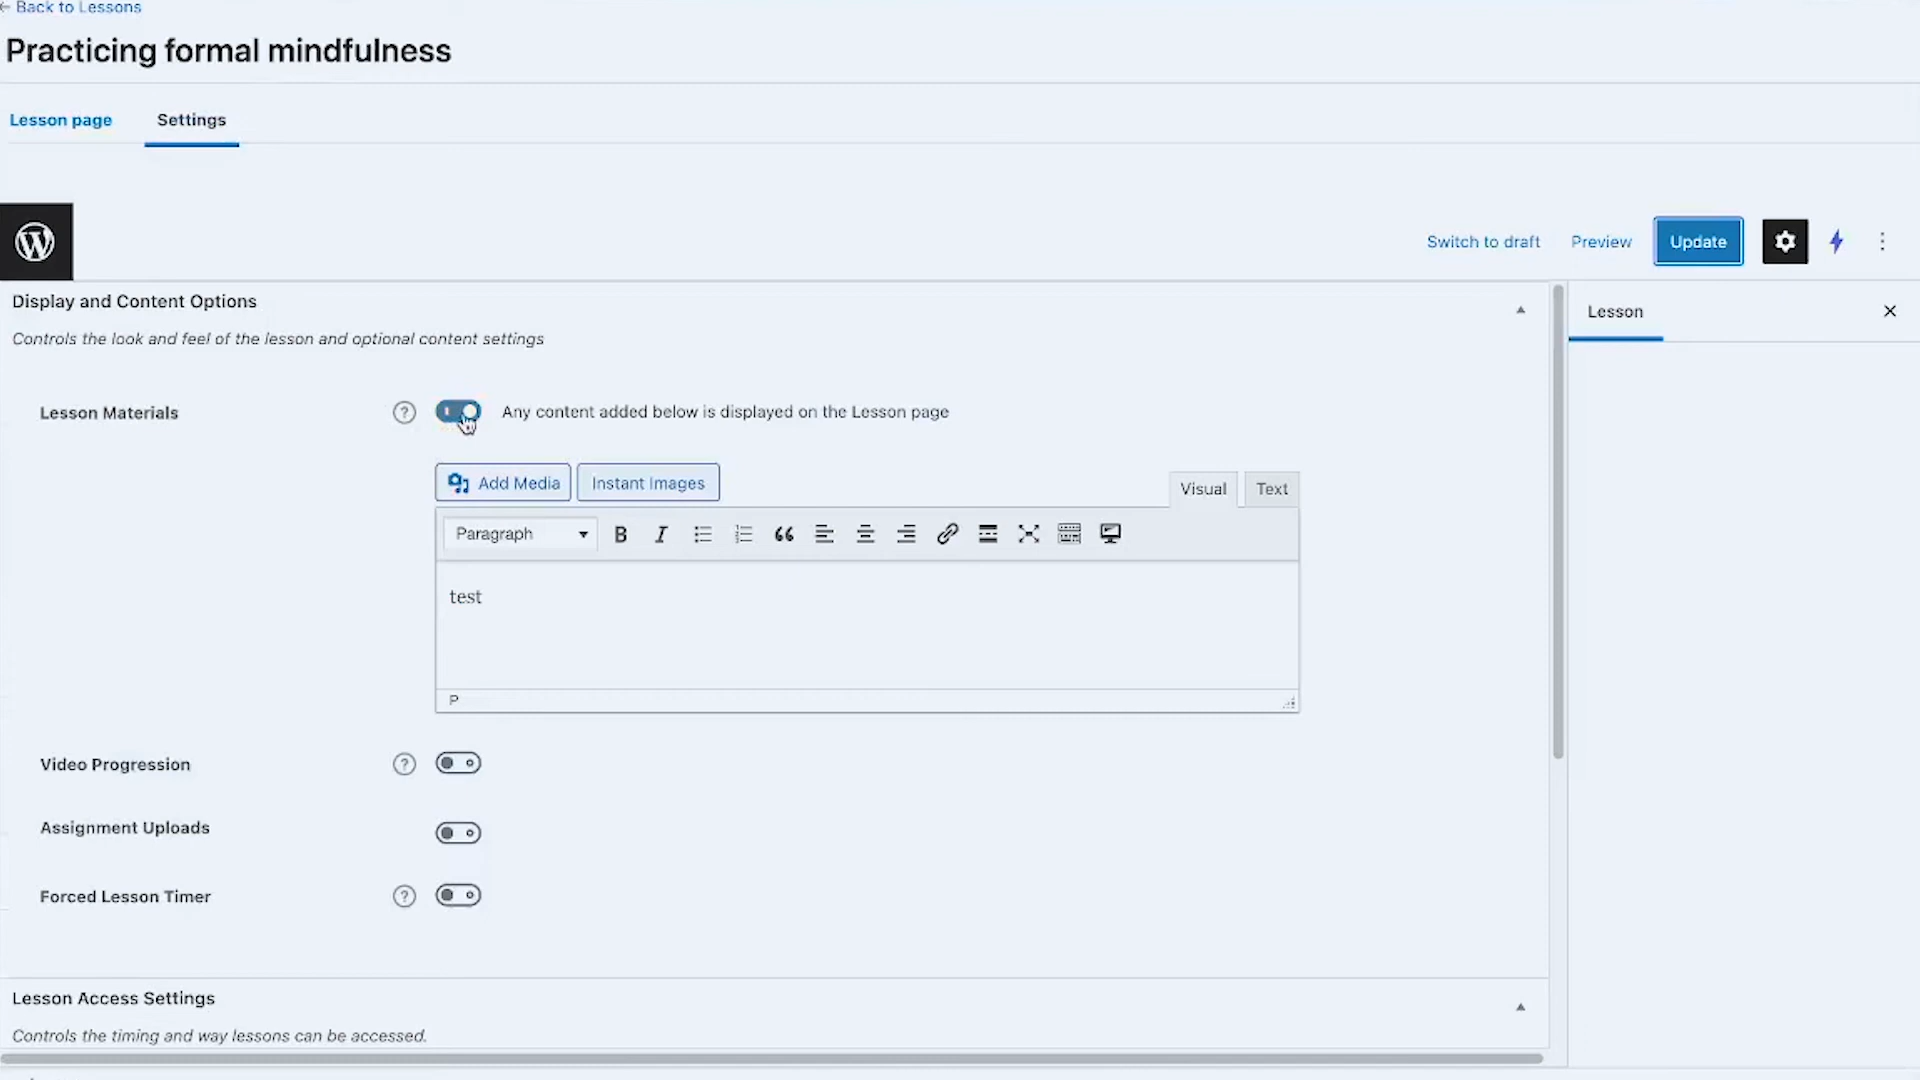 ← Back to Lessons
Practicing formal mindfulness
Lesson page
Settings
Switch to draft
Preview
Update
Display and Content Options
Controls the look and feel of the lesson and optional content settings
Lesson
Lesson Materials
Any content added below is displayed on the Lesson page
Add Media
Instant Images
Visual
Text
Paragraph
test
P
Video Progression
Assignment Uploads
Forced Lesson Timer
Lesson Access Settings
Controls the timing and way lessons can be accessed.